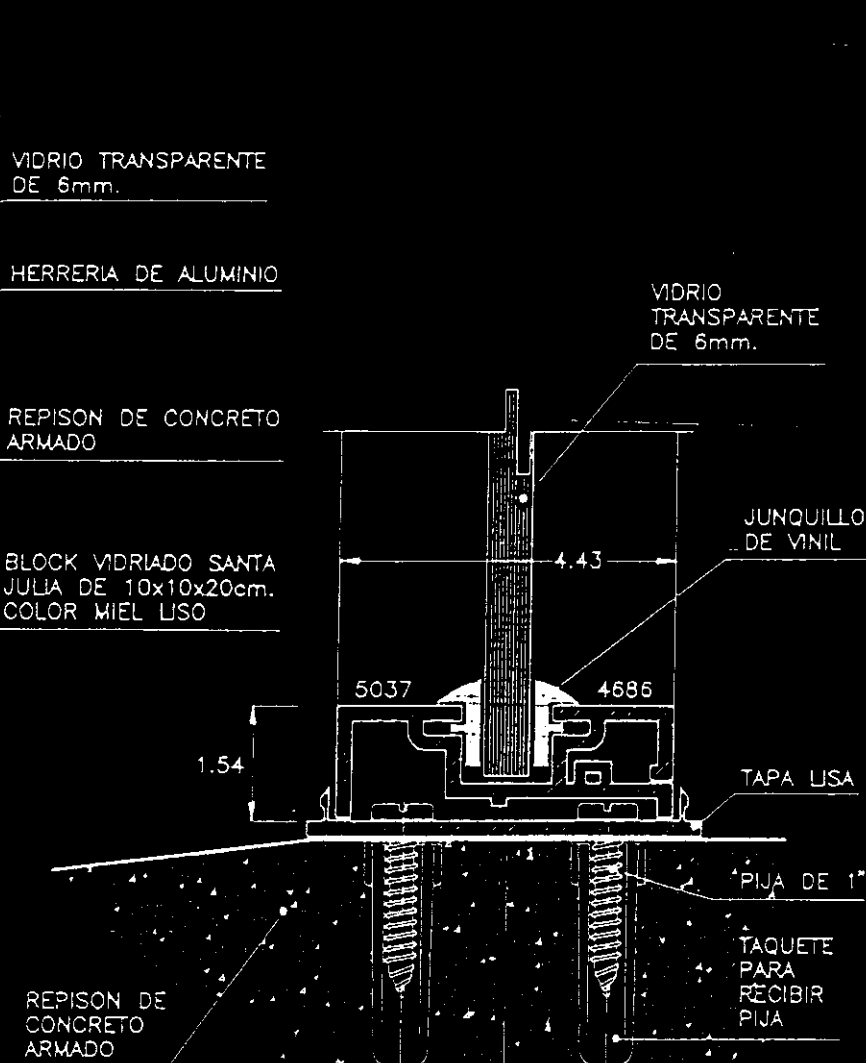 VIDRIO TRANSPARENTE
DE 6mm.
HERRERIA DE ALUMINIO
REPISON DE CONCRETO
ARMADO
BLOCK VIDRIADO SANTA
JULIA DE 10x10x20cm.
COLOR MIEL LISO
VIDRIO
TRANSPARENTE
DE 6mm.
JUNQUILLO
DE VINIL
4.43
5037
4686
1.54
TAPA LISA
PIJA DE 1"
TAQUETE
PARA
RECIBIR
PIJA
REPISON DE
CONCRETO
ARMADO